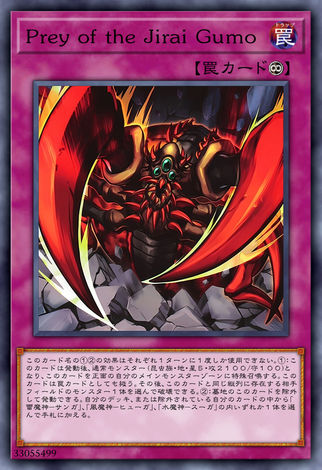 Prey of the Jirai Gumo
トラップ
罠
【罠カード♾】
このカード名の①②の効果はそれぞれ1ターンに1度しか使用できない。①:こ
のカードは発動後、通常モンスター(昆虫族・地・星5・攻2100/守100)と
なり、このカードを正面の自分のメインモンスターゾーンに特殊召喚する。この
カードは罠カードとしても扱う。その後、このカードと同じ縦列に存在する相手
フィールドのモンスター1体を選んで破壊できる。②:墓地のこのカードを除外
して発動できる。自分のデッキ、または除外されている自分のカードの中から「
雷魔神-サンガ」、「風魔神-ヒューガ」、「水魔神-スーガ」の内いずれか1体を選
んで手札に加える。
33055499